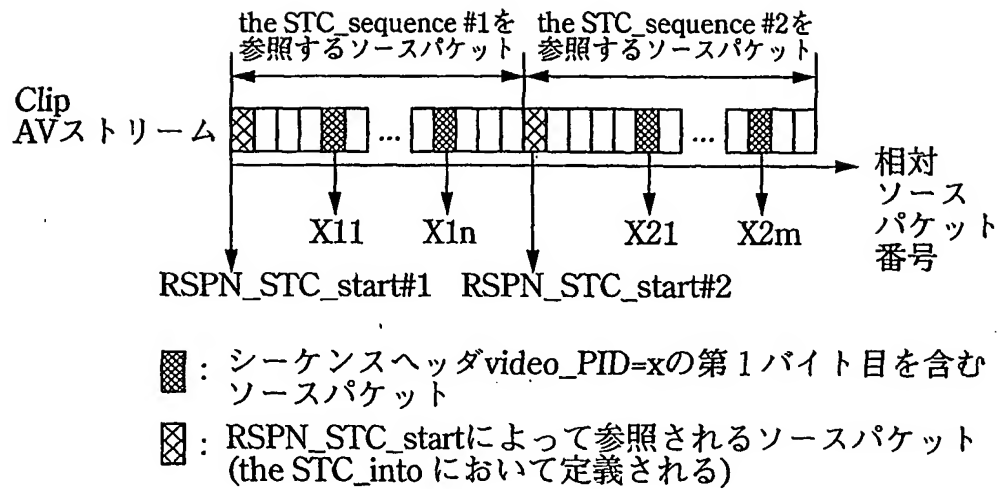 the STC_sequence #1を
参照するソースパケット
the STC_sequence #2を
参照するソースパケット
Clip
AVストリーム
...
...
相対
ソース
パケット
番号
X11
X1n
X21
X2m
RSPN_STC_start#1
RSPN_STC_start#2
: シーケンスヘッダvideo_PID=xの第1バイト目を含む
ソースパケット
: RSPN_STC_startによって参照されるソースパケット
(the STC_into において定義される)